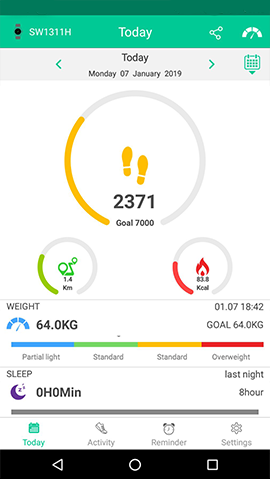 SW1311H Today
Today
Monday 07 January 2019
2371
Goal 7000
1.4
Km
83.8
Kcal
WEIGHT 01.07 18:42
64.0KG GOAL 64.0KG
-
Partial light Standard Standard Overweight
SLEEP last night
0H0Min 8hour
Today Activity Reminder Settings